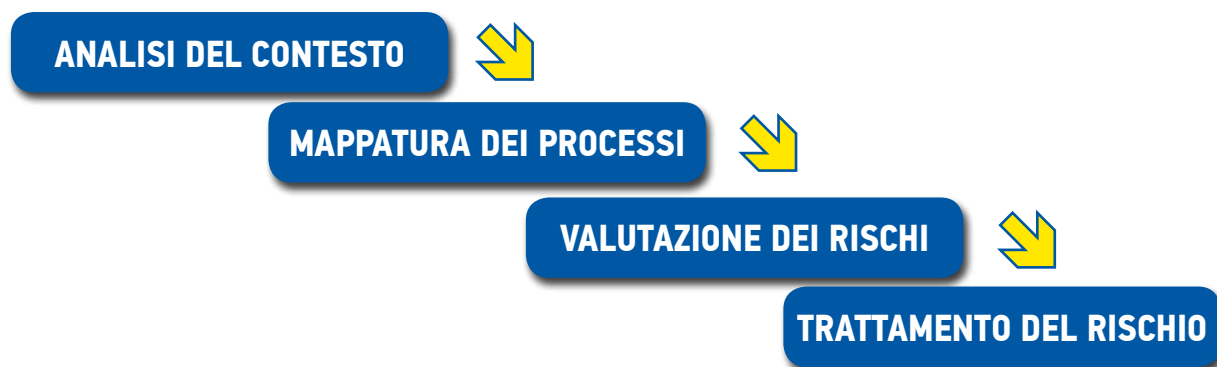 ANALISI DEL CONTESTO
MAPPATURA DEI PROCESSI
VALUTAZIONE DEI RISCHI
TRATTAMENTO DEL RISCHIO